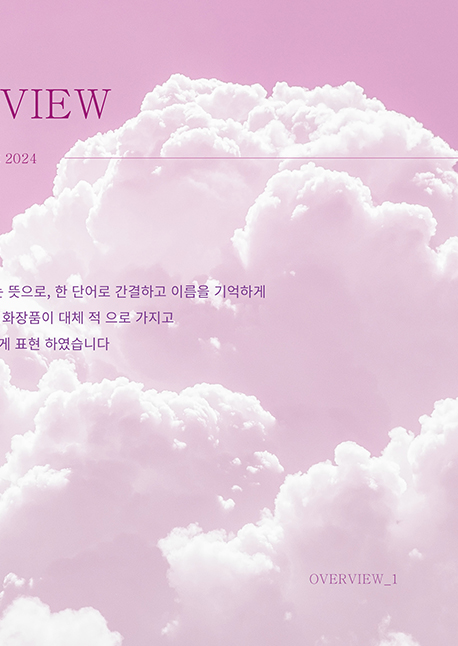 VIEW
2024
뜻으로, 한 단어로 간결하고 이름을 기억하게
화장품이 대체 적 으로 가지고
게 표현 하였습니다
OVERVIEW_1